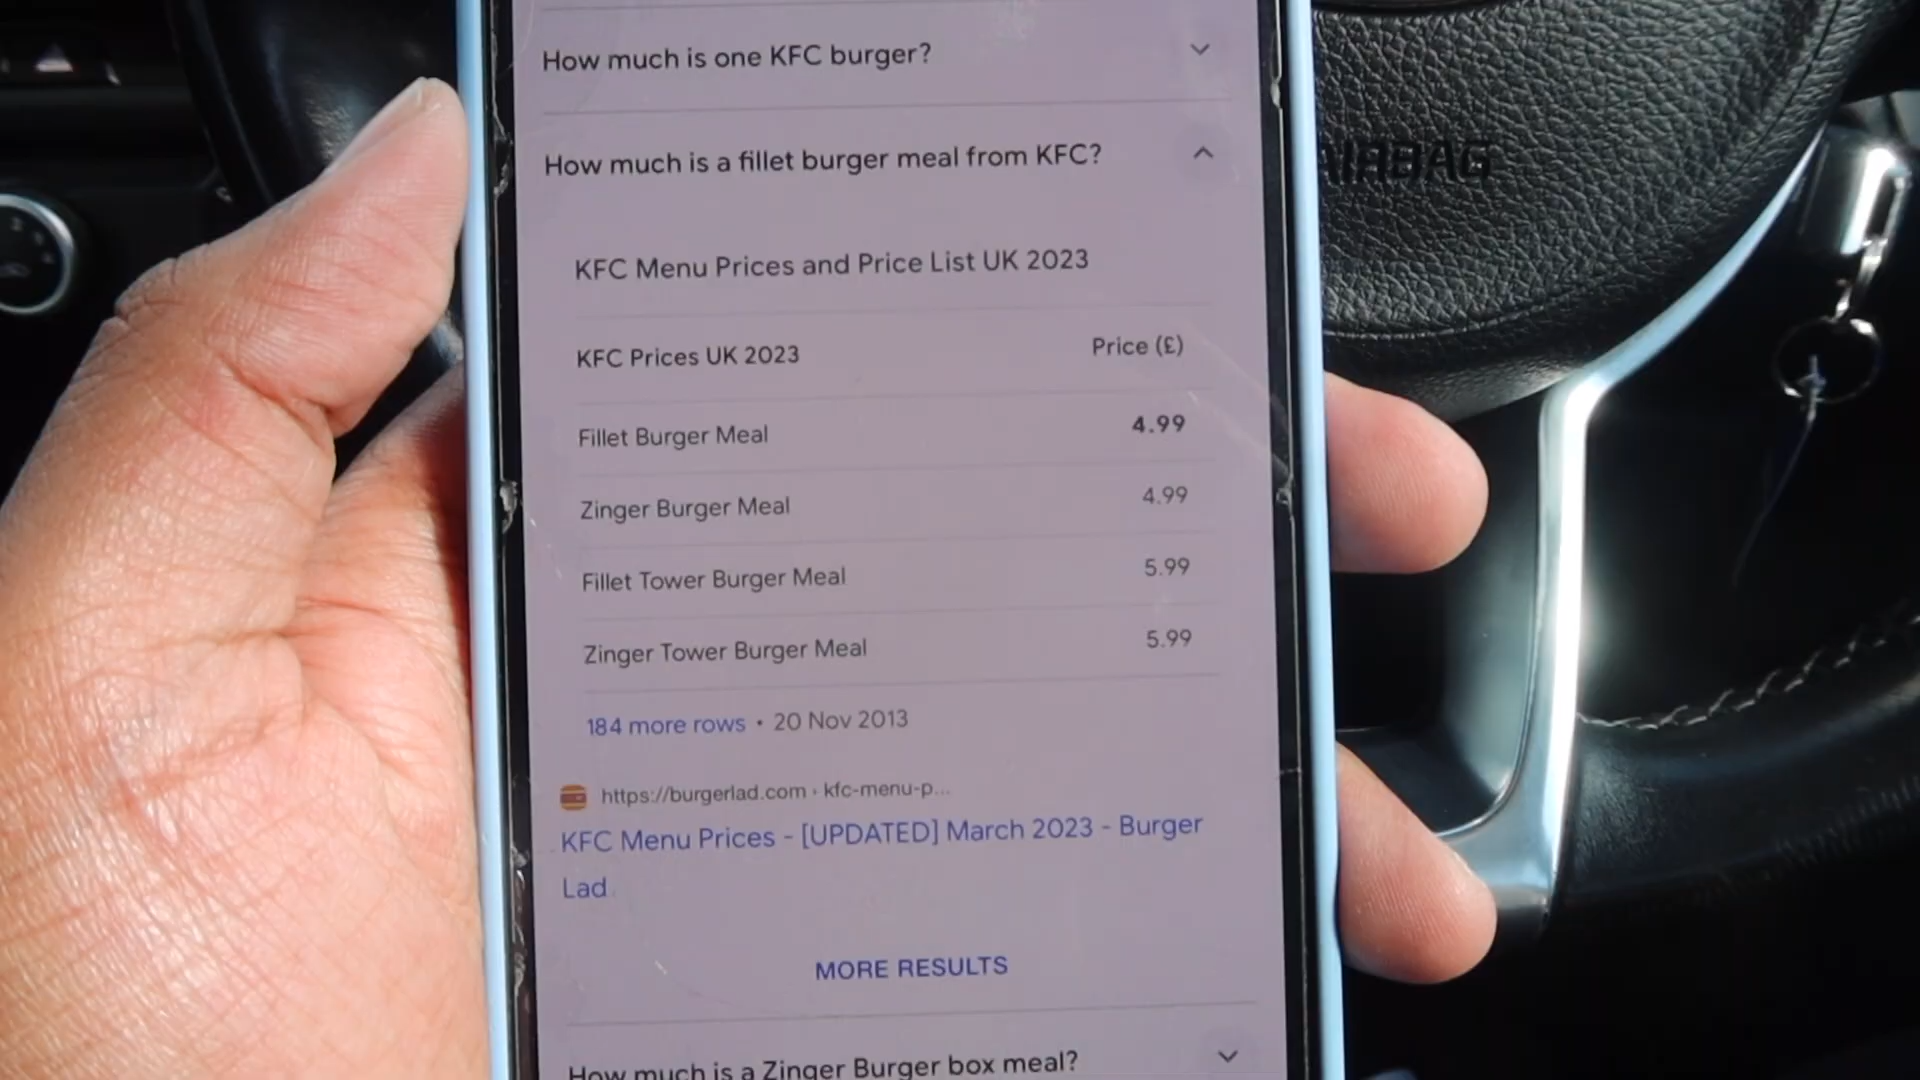 How much is one KFC burger?
How much is a fillet burger meal from KFC?
AIRBAG
KFC Menu Prices and Price List UK 2023
KFC Prices UK 2023 Price (£)
Fillet Burger Meal 4.99
Zinger Burger Meal 4.99
Fillet Tower Burger Meal 5.99
Zinger Tower Burger Meal 5.99
184 more rows • 20 Nov 2013
https://burgerlad.com › kfc-menu-p...
KFC Menu Prices - [UPDATED] March 2023 - Burger
Lad
MORE RESULTS
How much is a Zinger Burger box meal?